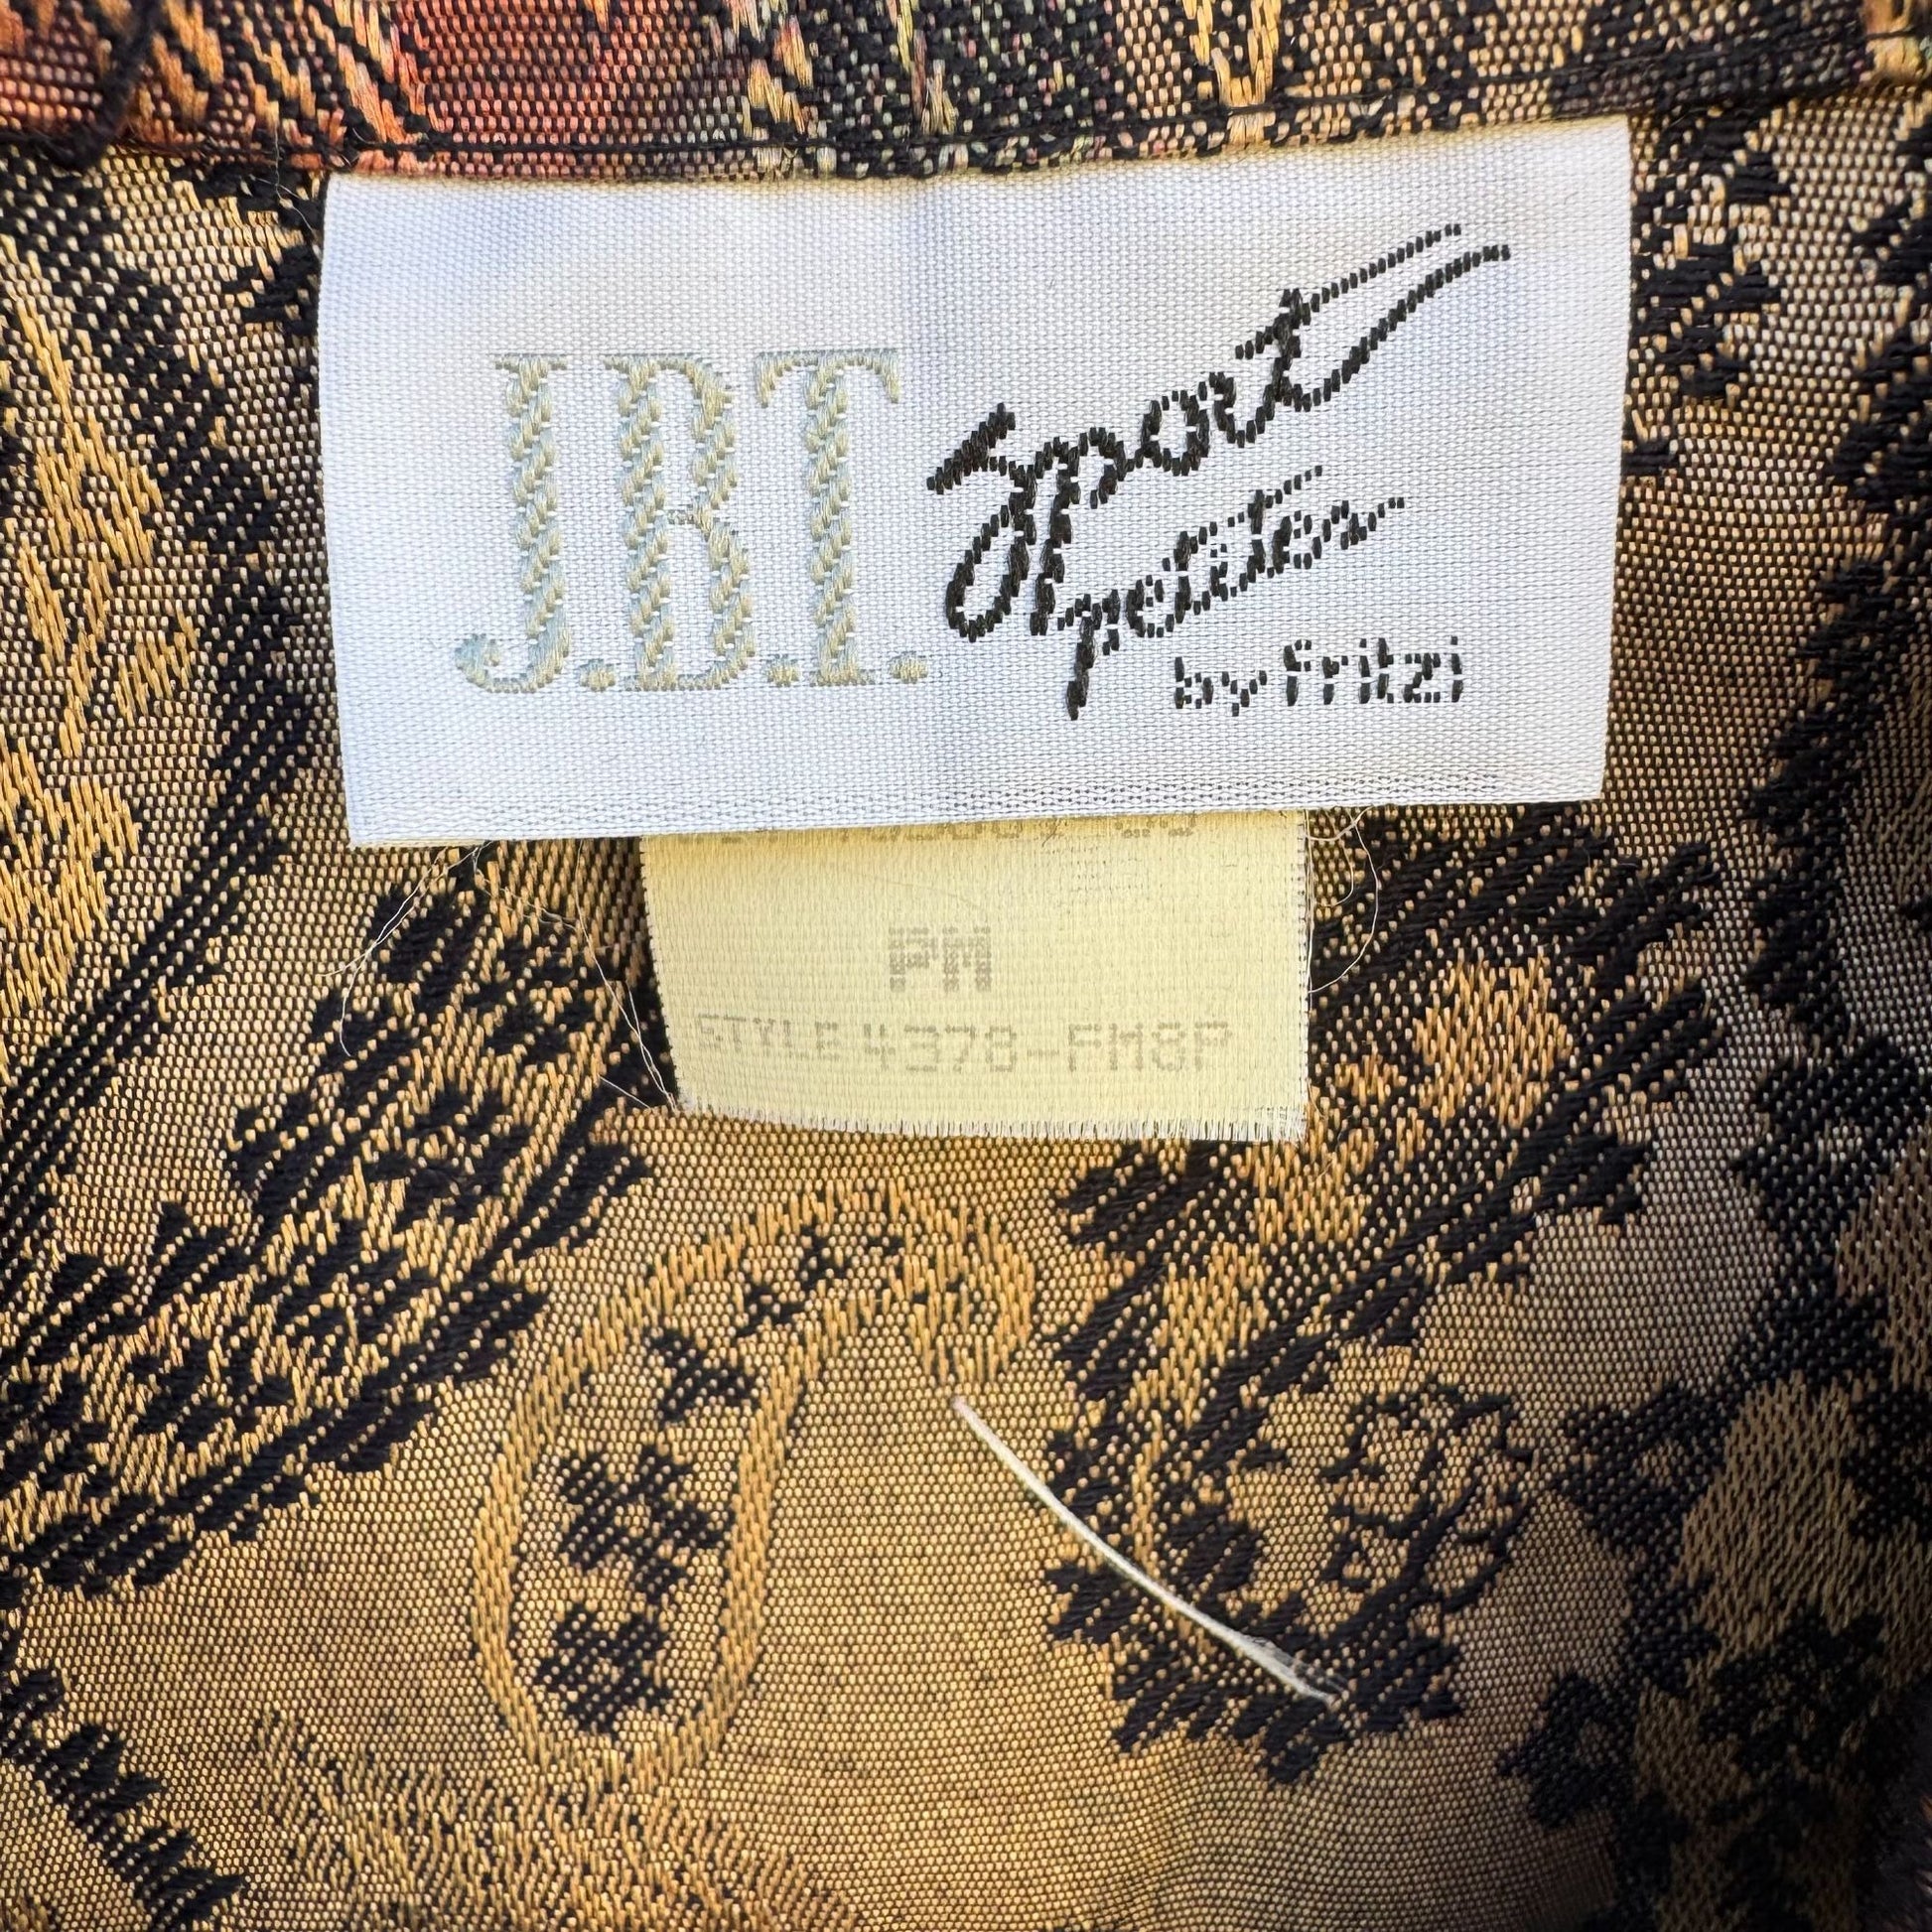 J.B.T. Sport
petites
by fritzi
PM
STYLE 4378-FM8P